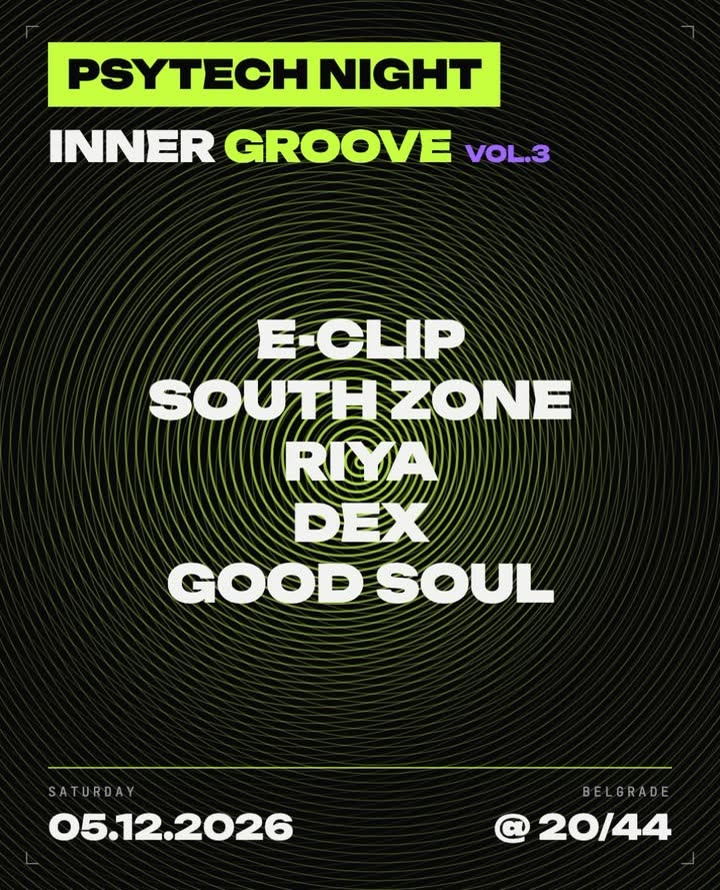 PSYTECH NIGHT
INNER GROOVE VOL.3
E-CLIP
SOUTH ZONE
RIYA
DEX
GOOD SOUL
SATURDAY BELGRADE
05.12.2026 @ 20/44